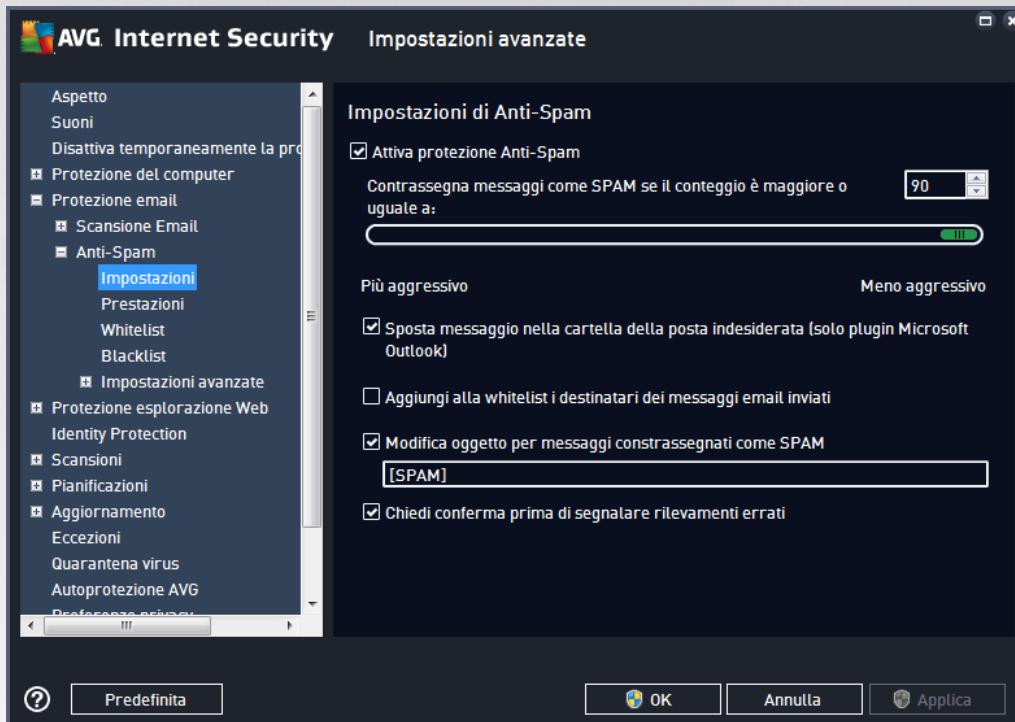 AVG. Internet Security
Impostazioni avanzate
Aspetto
Suoni
Disattiva temporaneamente la pro
Protezione del computer
Protezione email
Scansione Email
Anti-Spam
Impostazioni
Prestazioni
Whitelist
Blacklist
Impostazioni avanzate
Protezione esplorazione Web
Identity Protection
Scansioni
Pianificazioni
Aggiornamento
Eccezioni
Quarantena virus
Autoprotezione AVG
Preferenze privacy
Impostazioni di Anti-Spam
Attiva protezione Anti-Spam
Contrassegna messaggi come SPAM se il conteggio è maggiore o
uguale a:
90
Più aggressivo
Meno aggressivo
Sposta messaggio nella cartella della posta indesiderata (solo plugin Microsoft
Outlook)
Aggiungi alla whitelist i destinatari dei messaggi email inviati
Modifica oggetto per messaggi constrassegnati come SPAM
[SPAM]
Chiedi conferma prima di segnalare rilevamenti errati
?
Predefinita
OK
Annulla
Applica